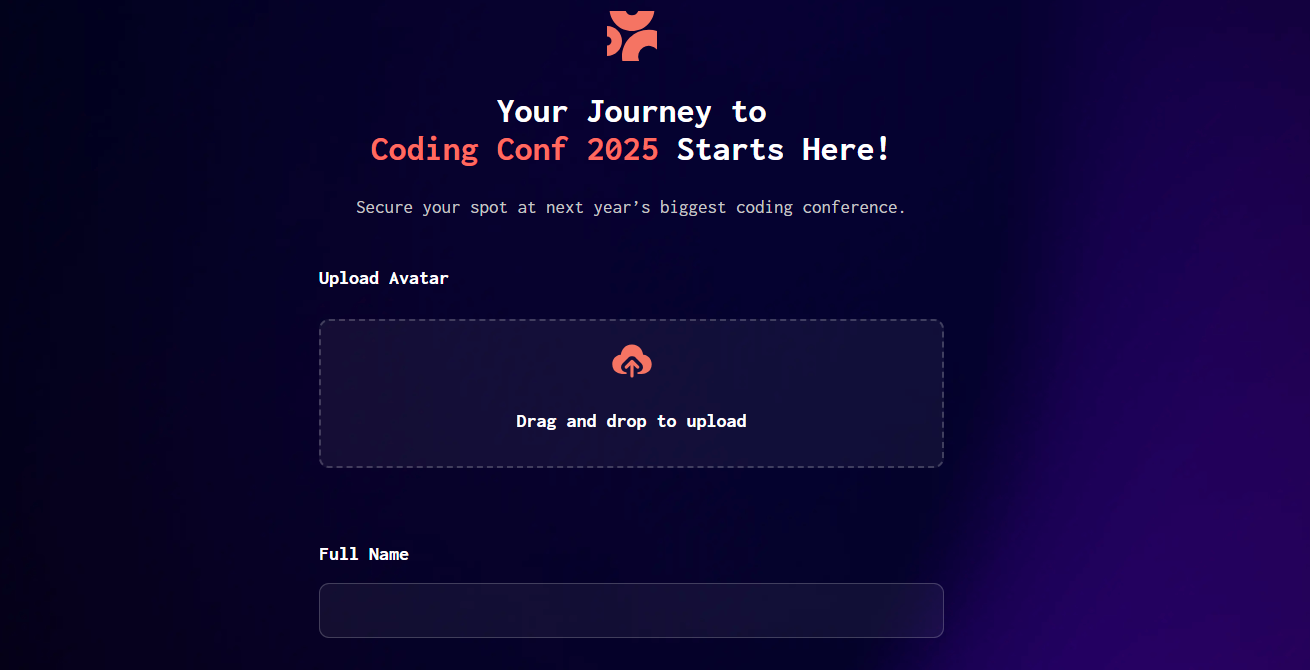 Your Journey to
Coding Conf 2025 Starts Here!
Secure your spot at next year’s biggest coding conference.
Upload Avatar
Drag and drop to upload
Full Name